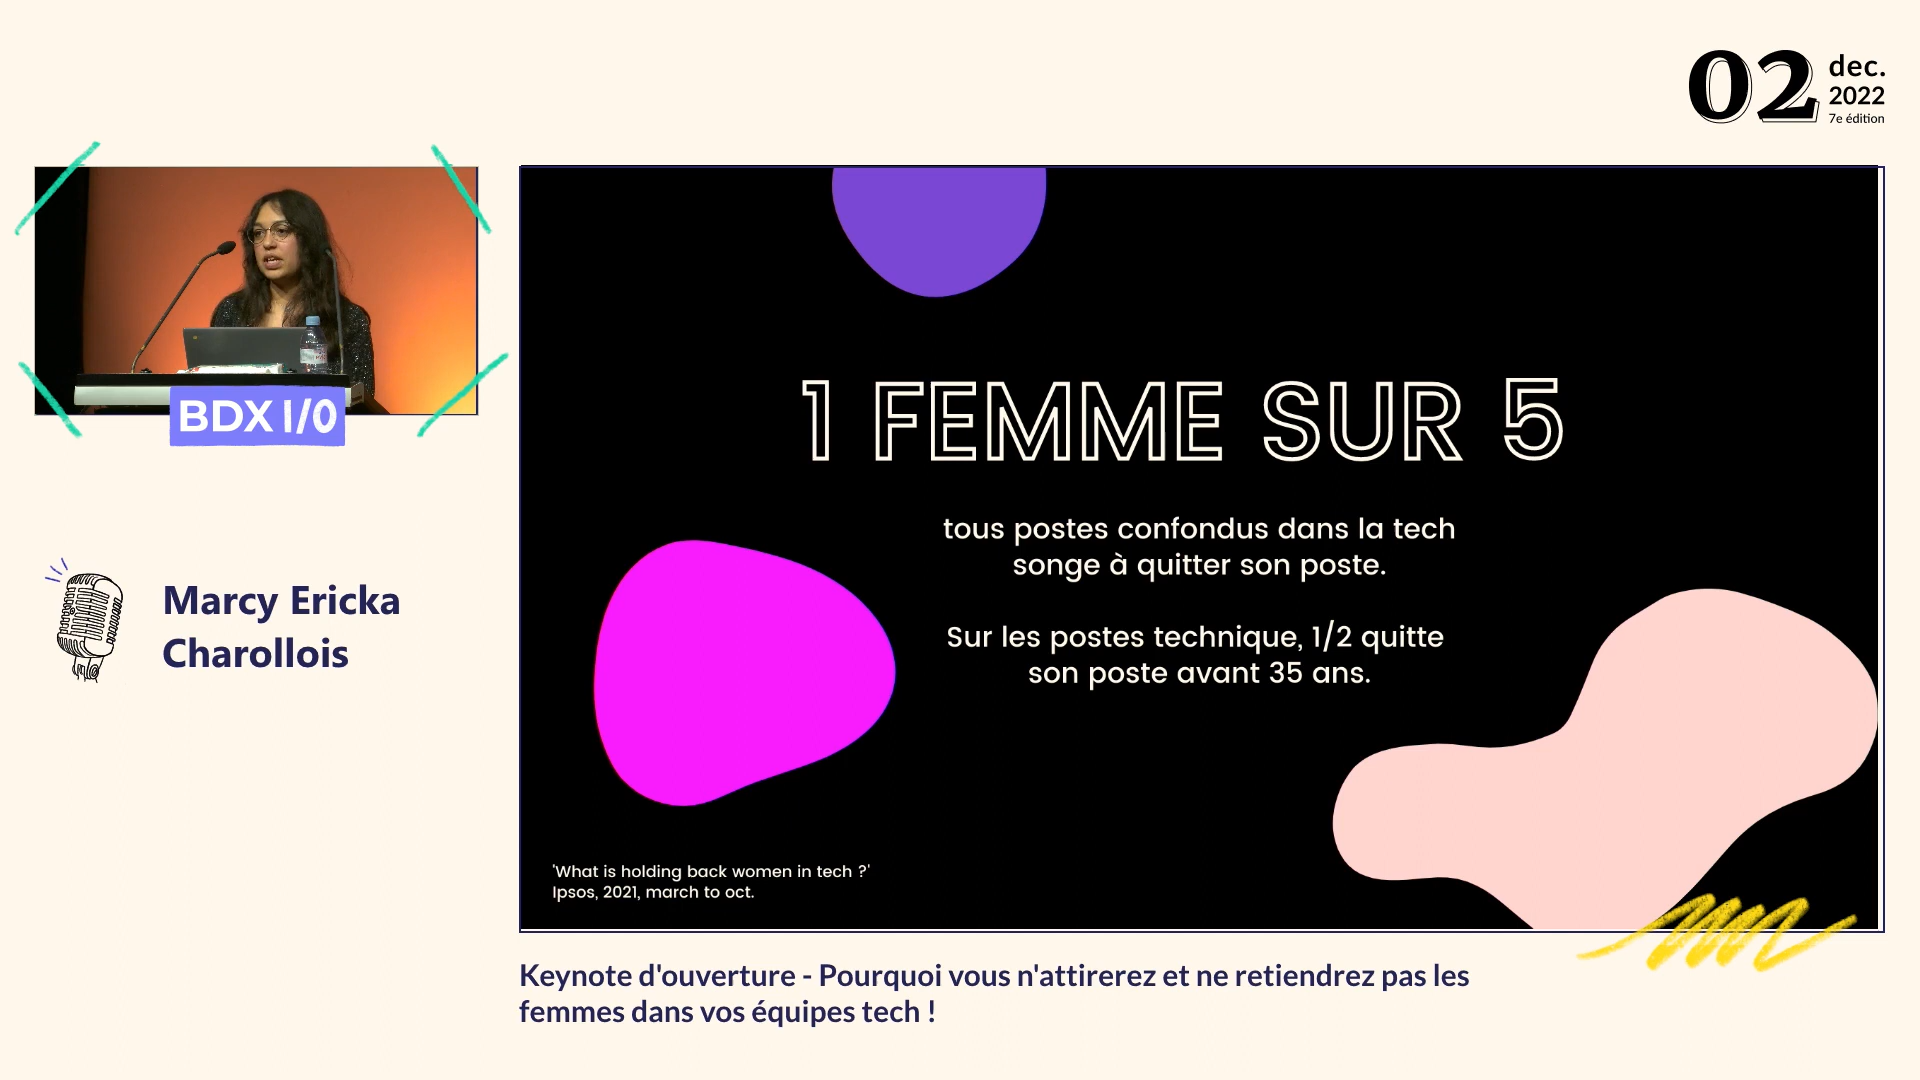 02
dec.
2022
7e édition
BDX I/O
Marcy Ericka
Charollois
1 FEMME SUR 5
tous postes confondus dans la tech
songe à quitter son poste.
Sur les postes technique, 1/2 quitte
son poste avant 35 ans.
'What is holding back women in tech ?'
Ipsos, 2021, march to oct.
Keynote d'ouverture - Pourquoi vous n'attirerez et ne retiendrez pas les
femmes dans vos équipes tech !